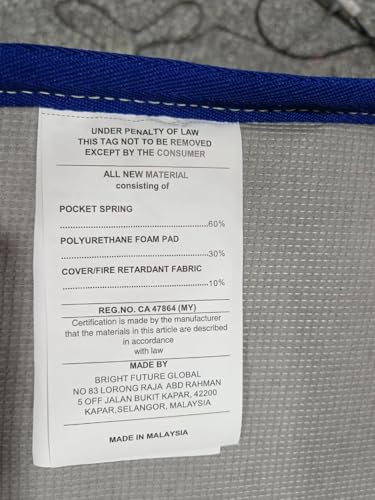 UNDER PENALTY OF LAW
THIS TAG NOT TO BE REMOVED
EXCEPT BY THE CONSUMER
ALL NEW MATERIAL
consisting of
POCKET SPRING
..........................................................60%
POLYURETHANE FOAM PAD
..........................................................30%
COVER/FIRE RETARDANT FABRIC
..........................................................10%
REG.NO. CA 47864 (MY)
Certification is made by the manufacturer
that the materials in this article are described
in accordance
with law
MADE BY
BRIGHT FUTURE GLOBAL
NO 83 LORONG RAJA ABD RAHMAN
5 OFF JALAN BUKIT KAPAR, 42200
KAPAR,SELANGOR, MALAYSIA
MADE IN MALAYSIA